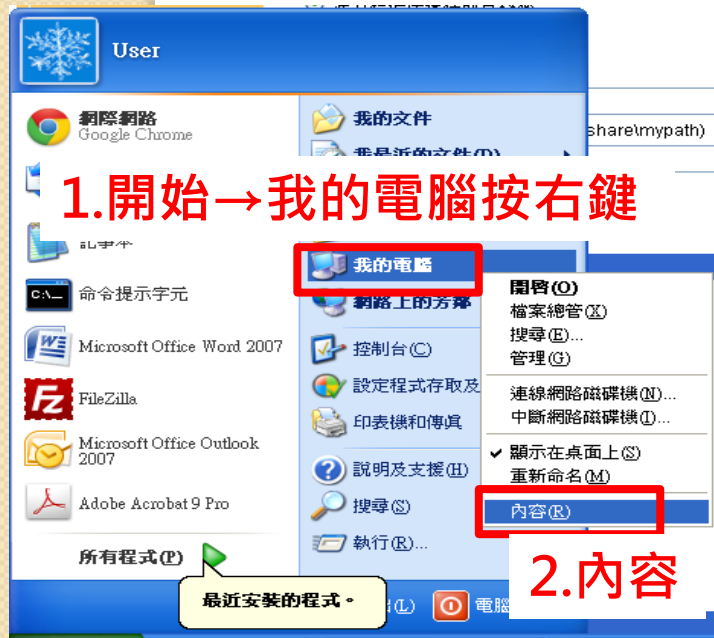 User
share\mypath)
網際網路
Google Chrome
我的文件
我最近的文件(D)
1.開始→我的電腦按右鍵
記事本
我的電腦
命令提示字元
網路上的芳鄰
Microsoft Office Word 2007
控制台(C)
FileZilla
設定程式存取及
印表機和傳真
Microsoft Office Outlook
2007
說明及支援(H)
Adobe Acrobat 9 Pro
搜尋(S)
執行(R)...
所有程式(P)
最近安裝的程式。
(L)
電腦
開啓(O)
檔案總管(X)
搜尋(E)...
管理(G)
連線網路磁碟機(N)...
中斷網路磁碟機(I)...
顯示在桌面上(S)
重新命名(M)
內容(R)
2.內容